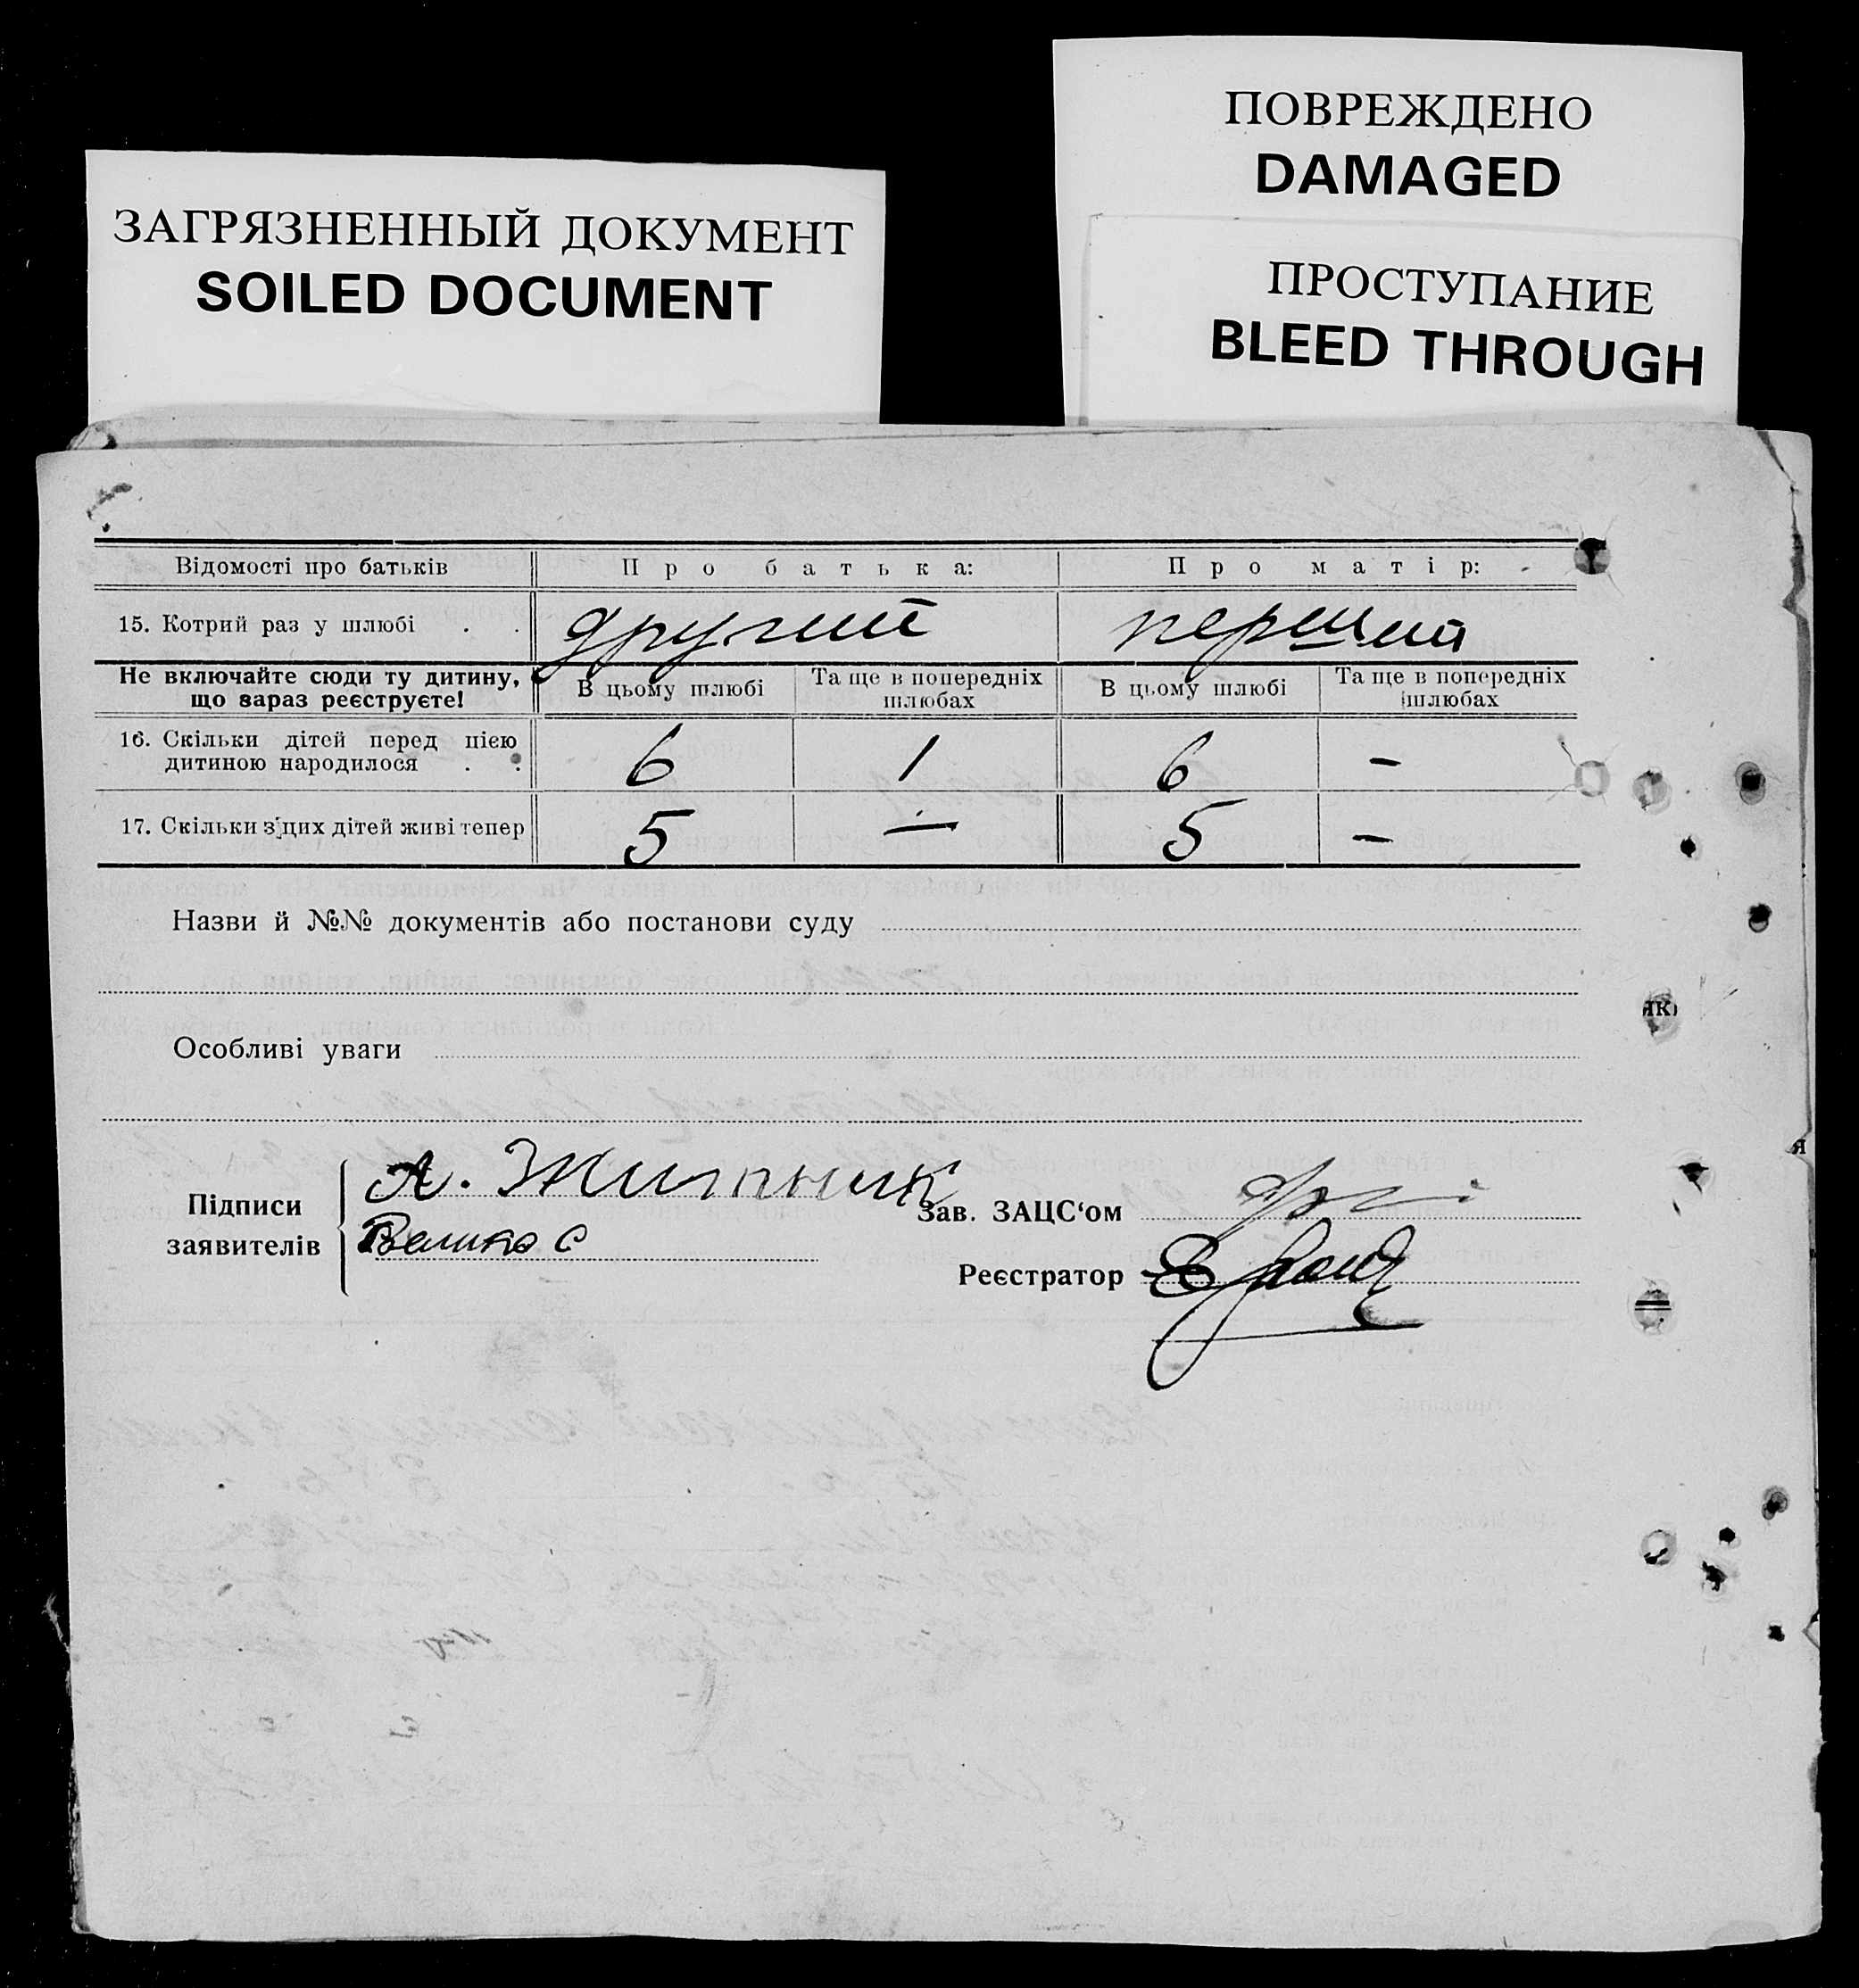 ПОВРЕЖДЕНО
DAMAGED
ЗАГРЯЗНЕННЫЙ ДОКУМЕНТ
SOILED DOCUMENT
ПРОСТУПАНИЕ
BLEED THROUGH
Відомості про батьків Про батька: Про матір:
15. Котрий раз у шлюбі . . другий перший
Не включайте сюди ту дитину, що зараз реєструєте! В цьому шлюбі Та ще в попередніх шлюбах В цьому шлюбі Та ще в попередніх шлюбах
16. Скільки дітей перед цією
дитиною народилося . . 6 1 6 –
17. Скільки з цих дітей живі тепер 5 — 5 –
Назви й №№ документів або постанови суду
Особливі уваги
Підписи
заявителів
А. Житник
Велико С
Зав. ЗАЦС‘ом
Реєстратор